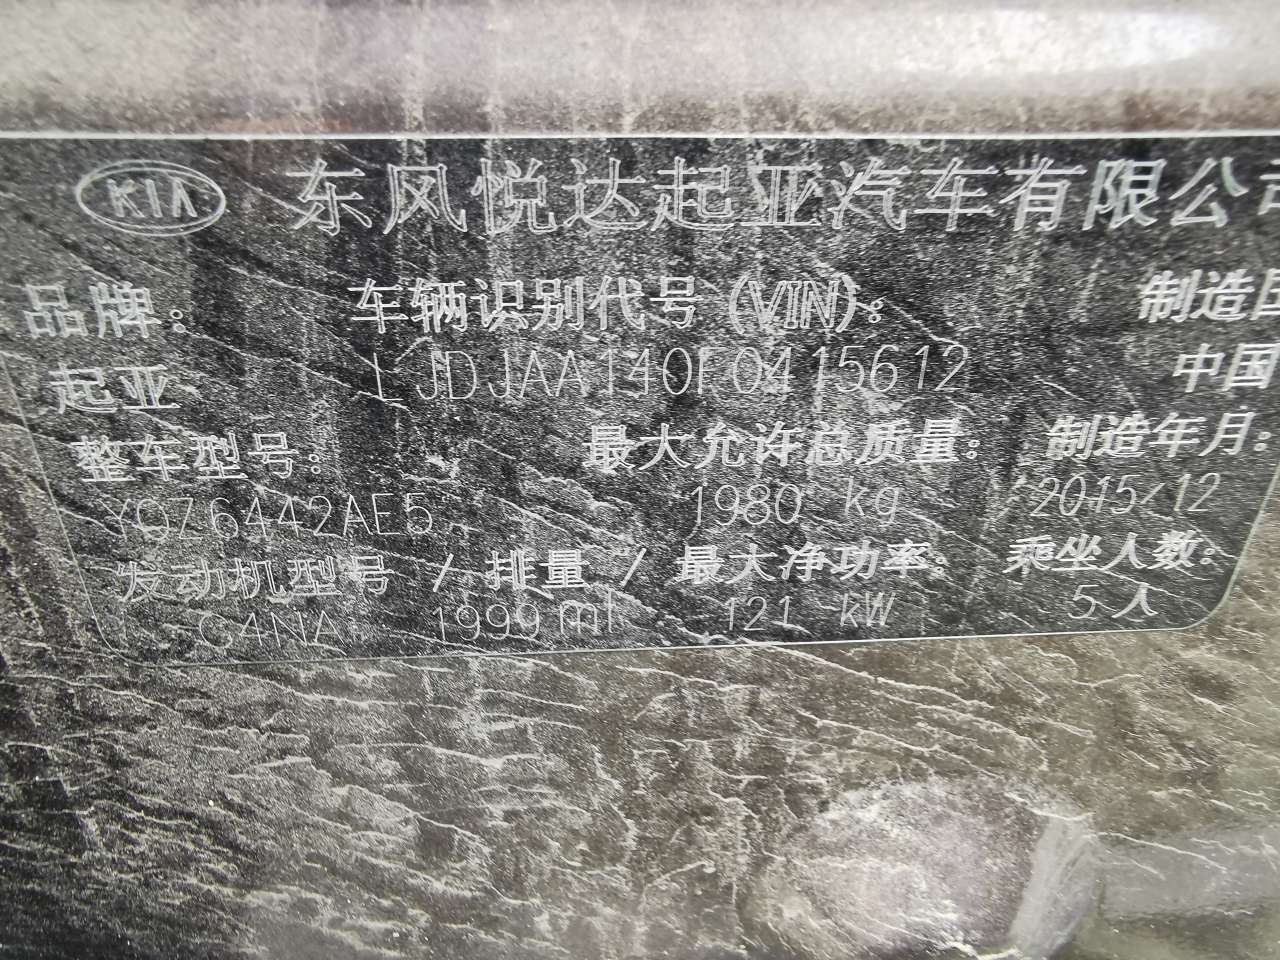 KIA 东风悦达起亚汽车有限公司
品牌: 车辆识别代号 (VIN): 制造国
起亚 LJDJAA140F0415612 中国
整车型号: 最大允许总质量: 制造年月:
YQZ6442AE5 1980 kg 2015/12
发动机型号 / 排量 / 最大净功率: 乘坐人数:
G4NA 1999ml 121 kW 5人